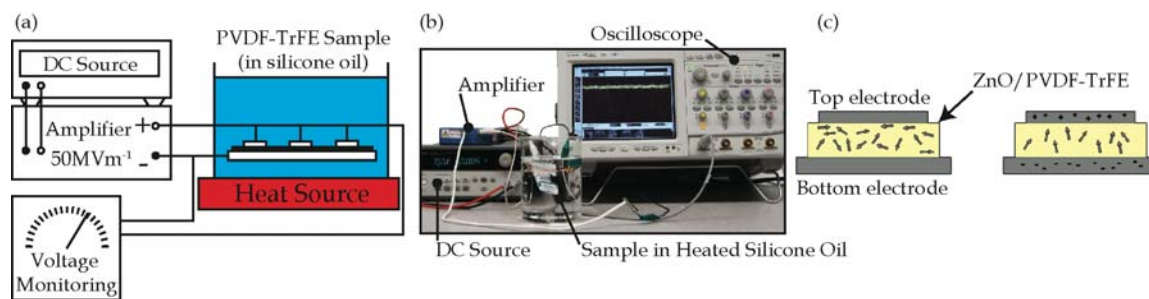 (a)
DC Source
Amplifier +
50MVm⁻¹ -
Voltage
Monitoring
PVDF-TrFE Sample
(in silicone oil)
Heat Source
(b)
Oscilloscope
Amplifier
DC Source
Sample in Heated Silicone Oil
(c)
ZnO/PVDF-TrFE
Top electrode
Bottom electrode